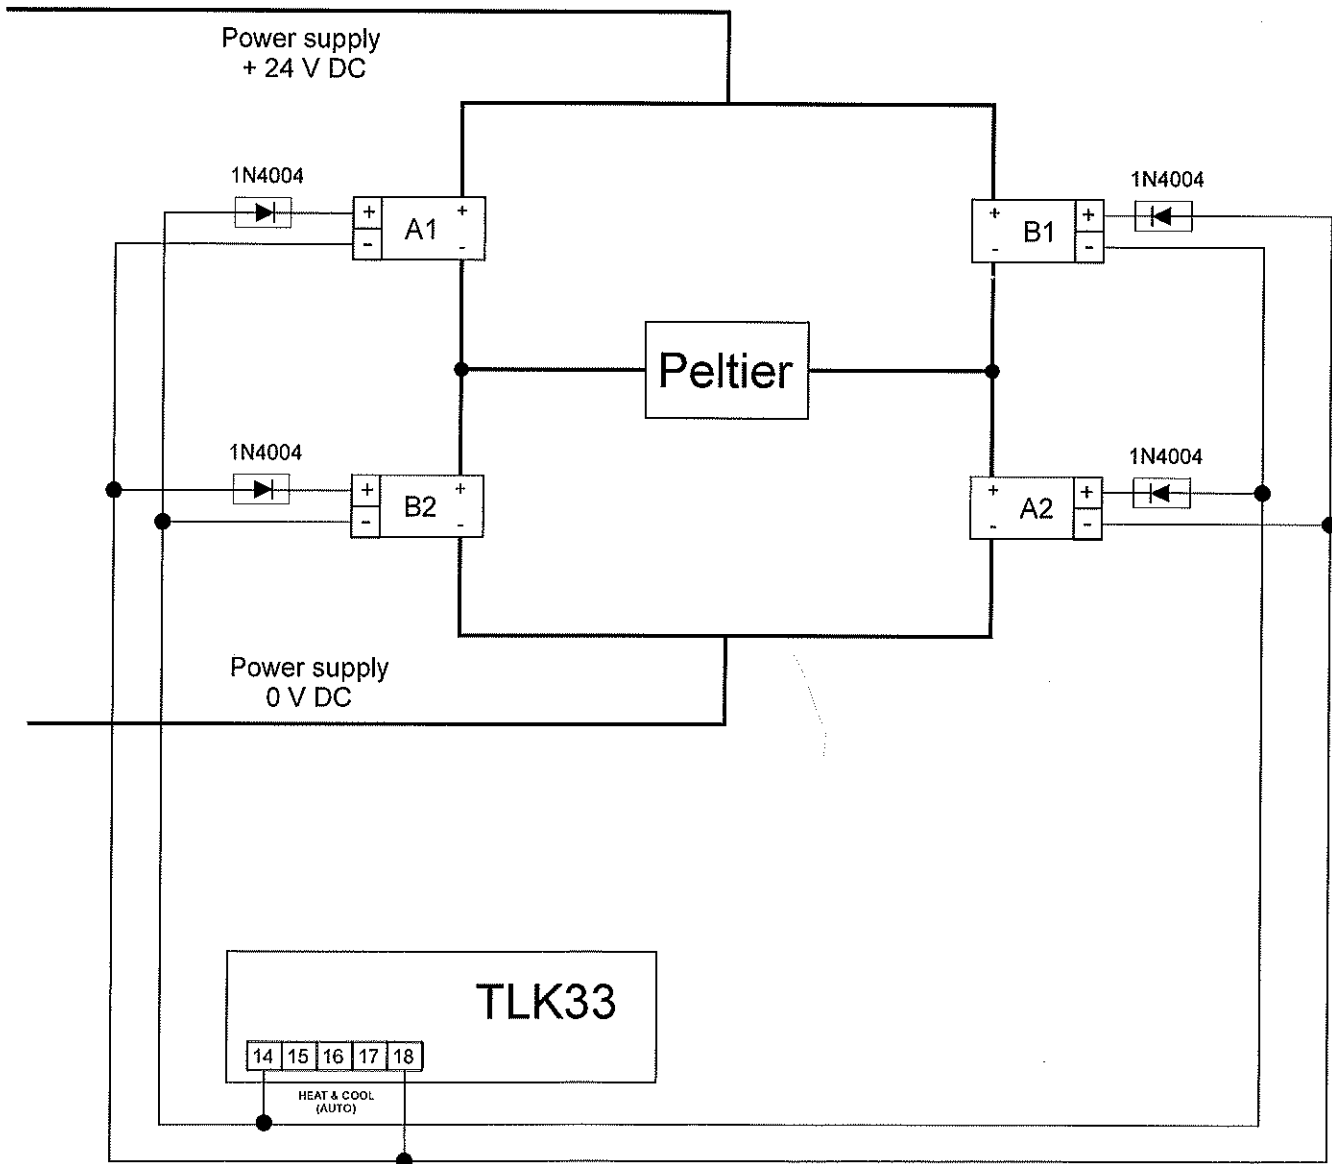 Power supply
+ 24 V DC
1N4004
1N4004
+ A1 +
- -
+ B1 +
- -
Peltier
1N4004
1N4004
+ B2 +
- -
+ A2 +
- -
Power supply
0 V DC
TLK33
14 15 16 17 18
HEAT & COOL
(AUTO)